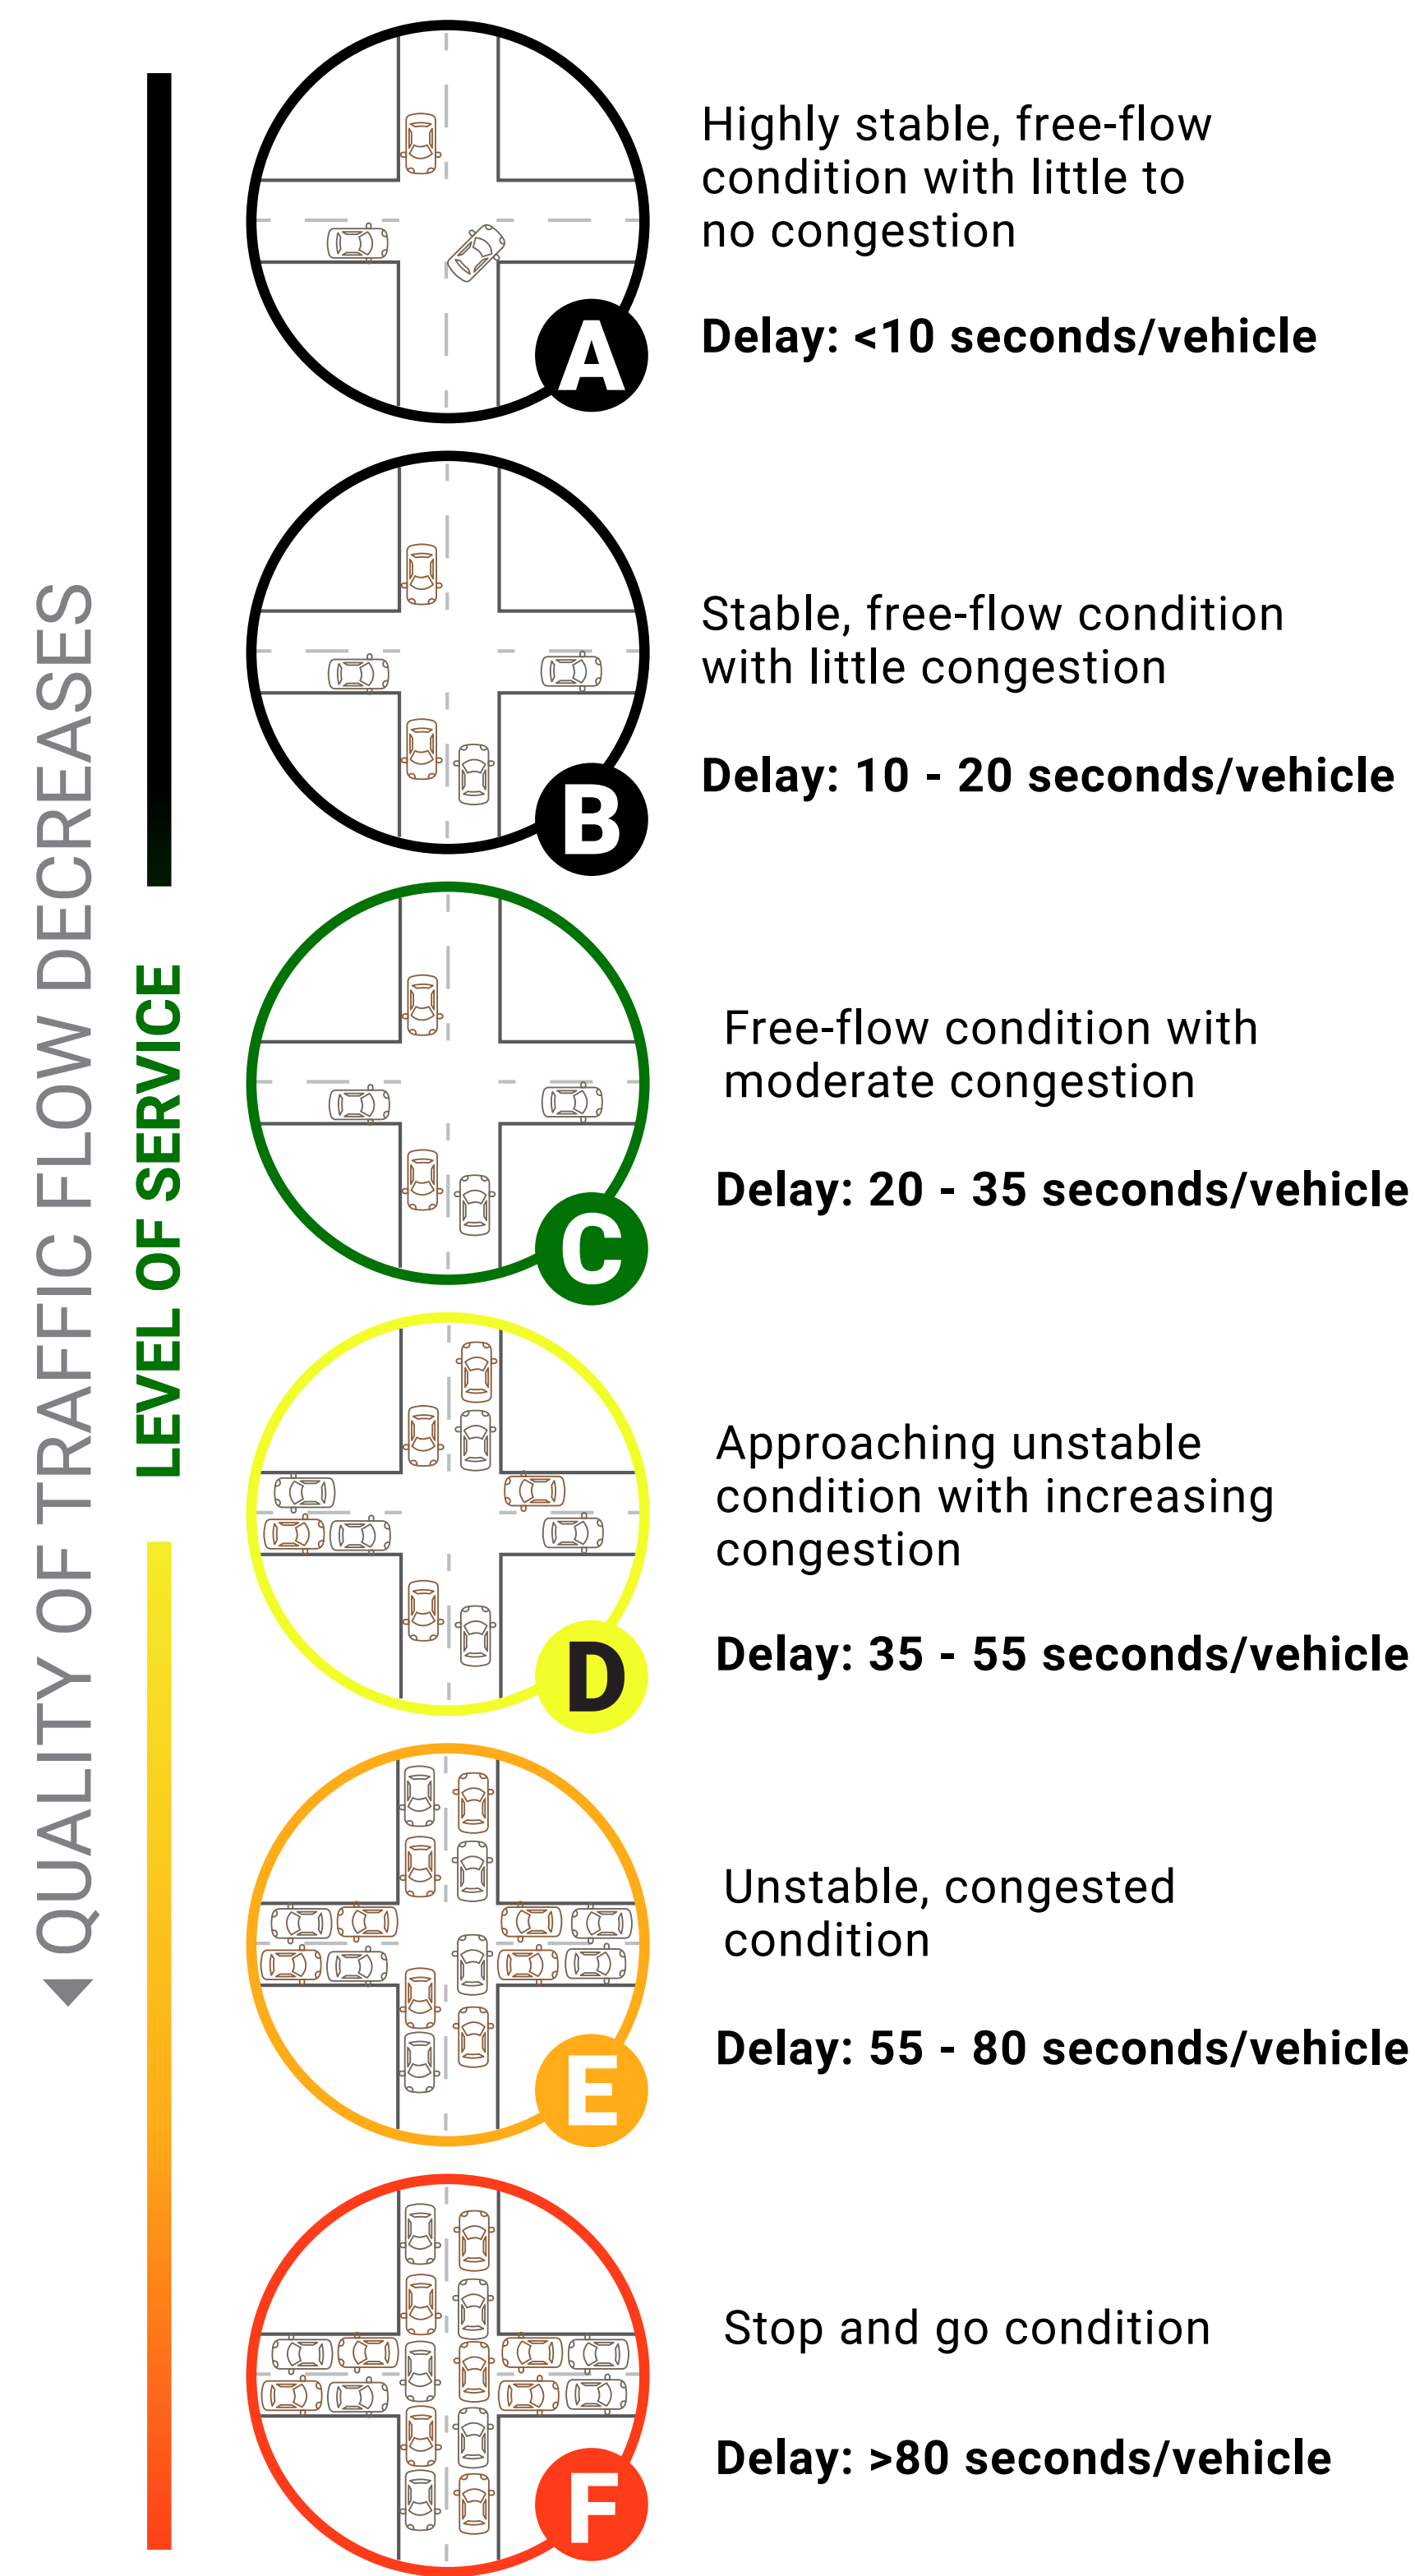 QUALITY OF TRAFFIC FLOW DECREASES
LEVEL OF SERVICE
A
Highly stable, free-flow
condition with little to
no congestion
Delay: <10 seconds/vehicle
B
Stable, free-flow condition
with little congestion
Delay: 10 - 20 seconds/vehicle
C
Free-flow condition with
moderate congestion
Delay: 20 - 35 seconds/vehicle
D
Approaching unstable
condition with increasing
congestion
Delay: 35 - 55 seconds/vehicle
E
Unstable, congested
condition
Delay: 55 - 80 seconds/vehicle
F
Stop and go condition
Delay: >80 seconds/vehicle